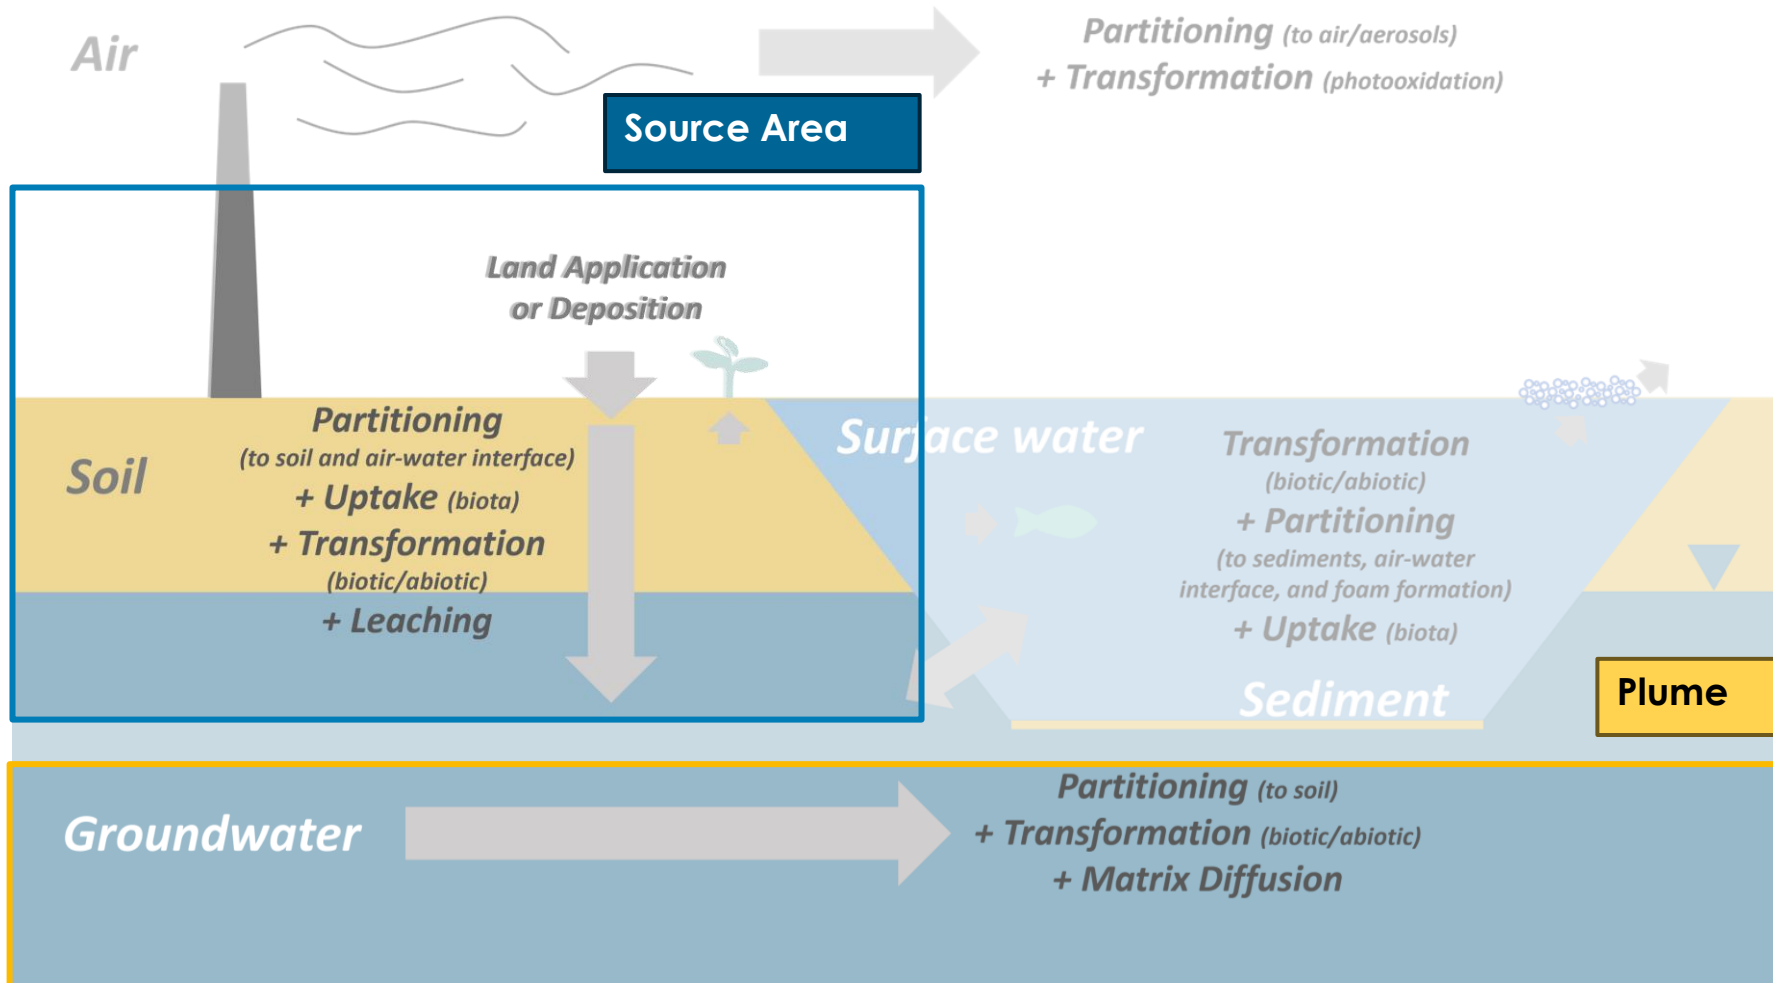 Air
Partitioning (to air/aerosols)
+ Transformation (photooxidation)
Source Area
Land Application
or Deposition
Soil
Partitioning
(to soil and air-water interface)
+ Uptake (biota)
+ Transformation
(biotic/abiotic)
+ Leaching
Surface water
Transformation
(biotic/abiotic)
+ Partitioning
(to sediments, air-water
interface, and foam formation)
+ Uptake (biota)
Sediment
Plume
Groundwater
Partitioning (to soil)
+ Transformation (biotic/abiotic)
+ Matrix Diffusion